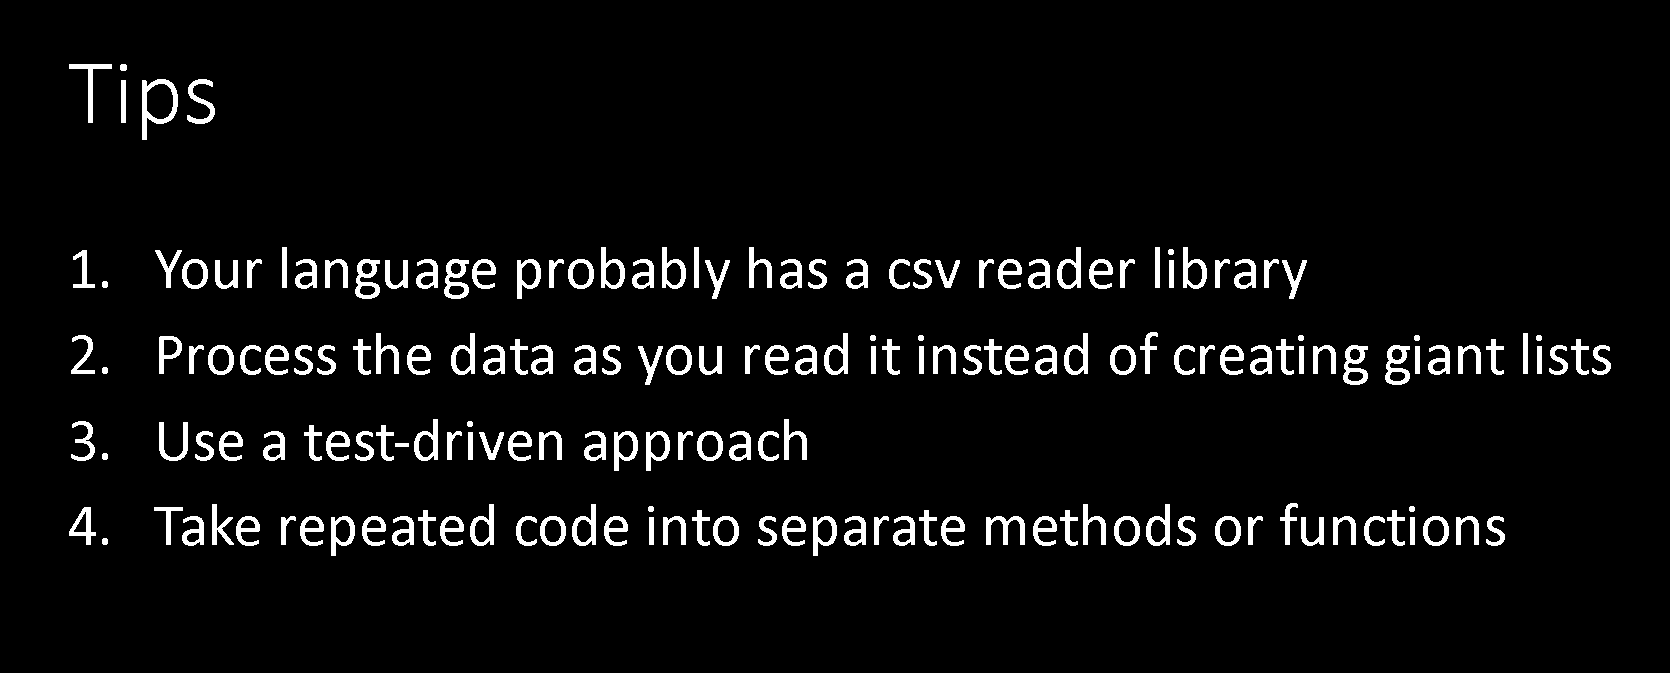 Tips
1. Your language probably has a csv reader library
2. Process the data as you read it instead of creating giant lists
3. Use a test-driven approach
4. Take repeated code into separate methods or functions